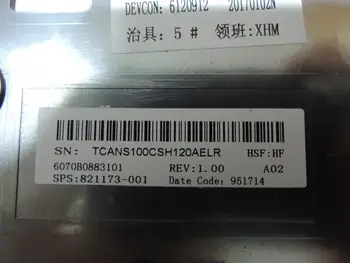 DEVCON: 6120912 20170102N
治具: 5 # 领班:XHM
SN: TCANS100CSH120AELR HSF:HF
6070B0883101 REV:1.00 A02
SPS:821173-001 Date Code: 951714